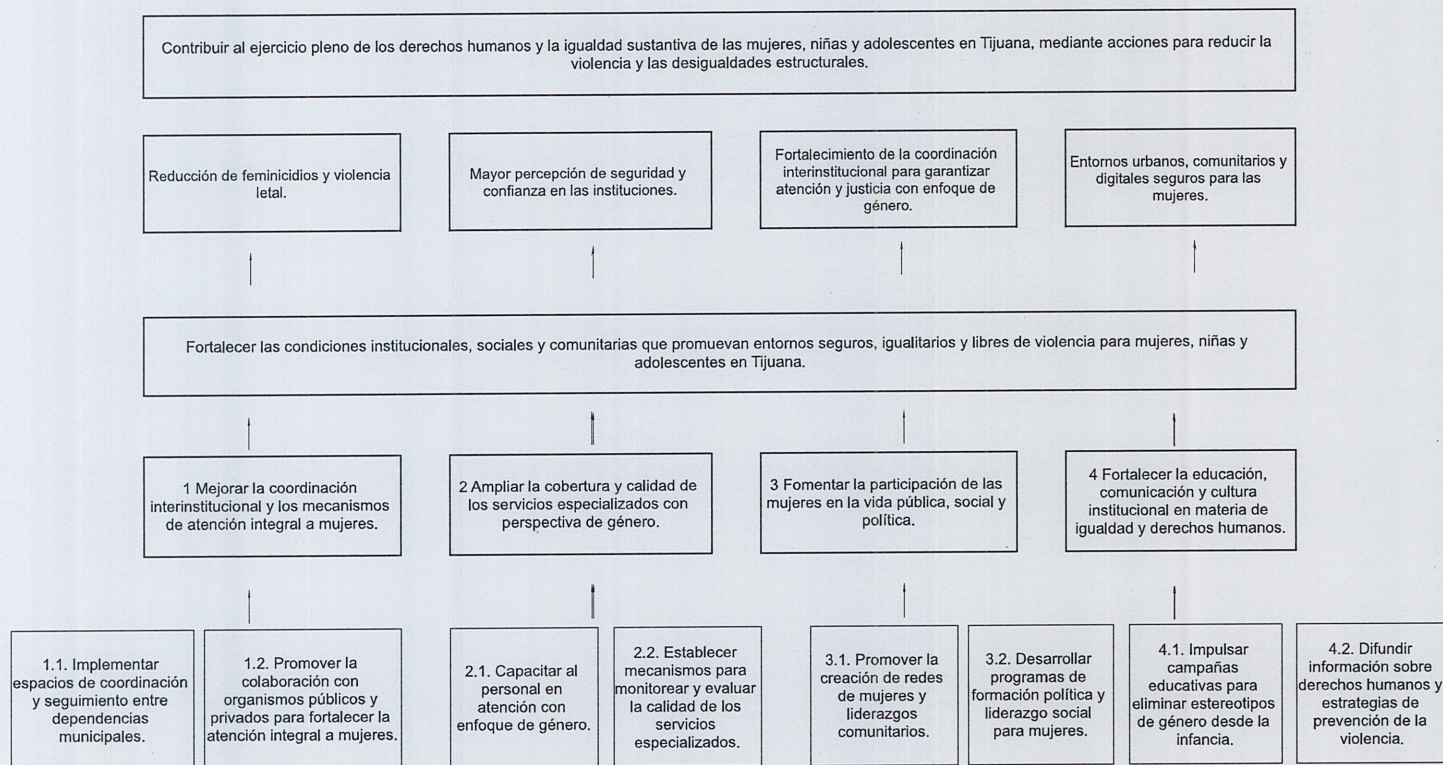 Contribuir al ejercicio pleno de los derechos humanos y la igualdad sustantiva de las mujeres, niñas y adolescentes en Tijuana, mediante acciones para reducir la
violencia y las desigualdades estructurales.
Reducción de feminicidios y violencia
letal.
Mayor percepción de seguridad y
confianza en las instituciones.
Fortalecimiento de la coordinación
interinstitucional para garantizar
atención y justicia con enfoque de
género.
Entornos urbanos, comunitarios y
digitales seguros para las
mujeres.
Fortalecer las condiciones institucionales, sociales y comunitarias que promuevan entornos seguros, igualitarios y libres de violencia para mujeres, niñas y
adolescentes en Tijuana.
1 Mejorar la coordinación
interinstitucional y los mecanismos
de atención integral a mujeres.
2 Ampliar la cobertura y calidad de
los servicios especializados con
perspectiva de género.
3 Fomentar la participación de las
mujeres en la vida pública, social y
política.
4 Fortalecer la educación,
comunicación y cultura
institucional en materia de
igualdad y derechos humanos.
1.1. Implementar
espacios de coordinación
y seguimiento entre
dependencias
municipales.
1.2. Promover la
colaboración con
organismos públicos y
privados para fortalecer la
atención integral a mujeres.
2.1. Capacitar al
personal en
atención con
enfoque de género.
2.2. Establecer
mecanismos para
monitorear y evaluar
la calidad de los
servicios
especializados.
3.1. Promover la
creación de redes
de mujeres y
liderazgos
comunitarios.
3.2. Desarrollar
programas de
formación política y
liderazgo social
para mujeres.
4.1. Impulsar
campañas
educativas para
eliminar estereotipos
de género desde la
infancia.
4.2. Difundir
información sobre
derechos humanos y
estrategias de
prevención de la
violencia.